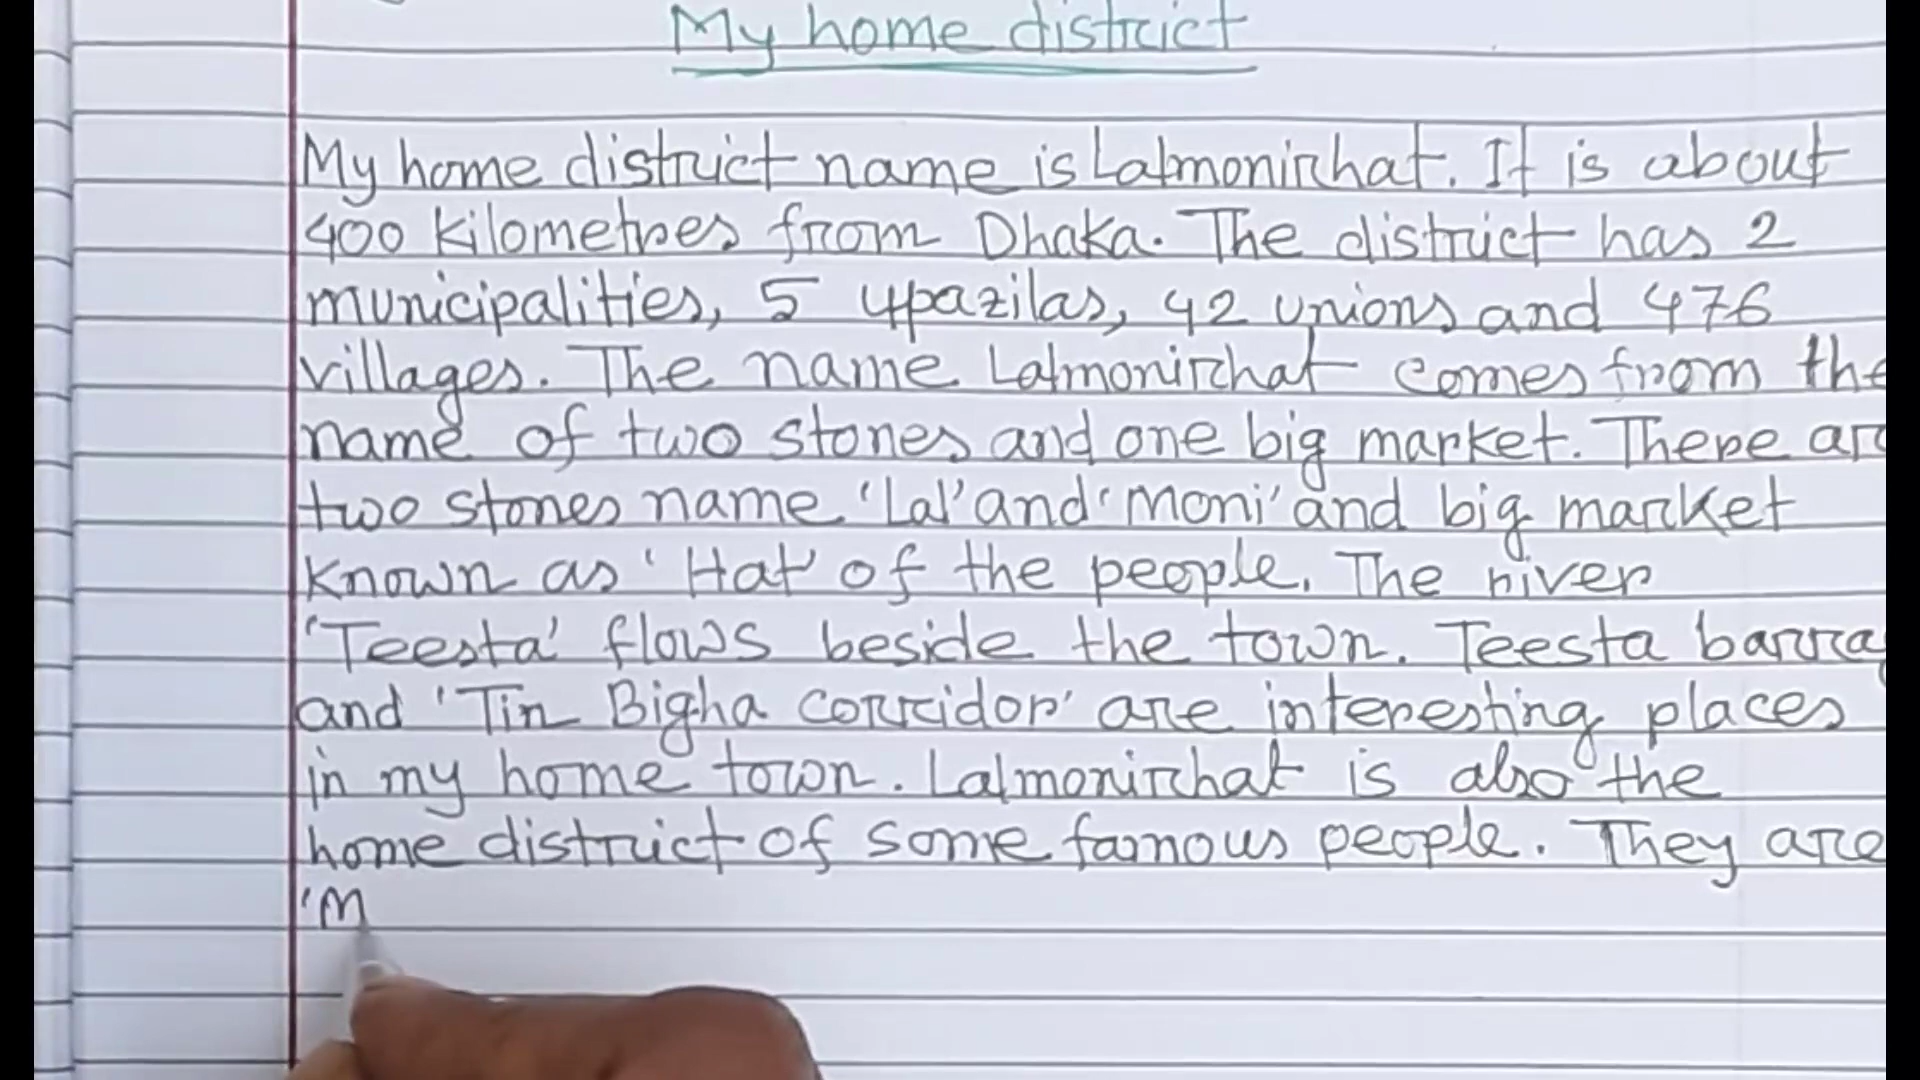 My home district
My home district name is Lalmonirhat. It is about
400 kilometres from Dhaka. The district has 2
municipalities, 5 upazilas, 42 unions and 476
villages. The name Lalmonirhat comes from the
name of two stones and one big market. There are
two stones name 'Lal' and 'Moni' and big market
known as 'Hat' of the people. The river
'Teesta' flows beside the town. Teesta barrag
and 'Tin Bigha corridor' are interesting places
in my home town. Lalmonirhat is also the
home district of some famous people. They are
'M